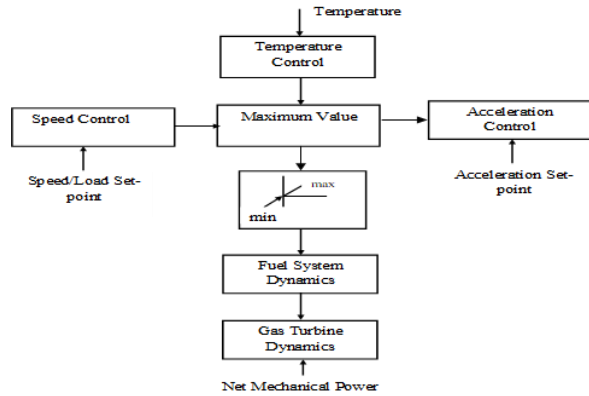 Temperature
Temperature
Control
Speed Control
Maximum Value
Acceleration
Control
Speed/Load Set-
point
Acceleration Set-
point
max
min
Fuel System
Dynamics
Gas Turbine
Dynamics
Net Mechanical Power